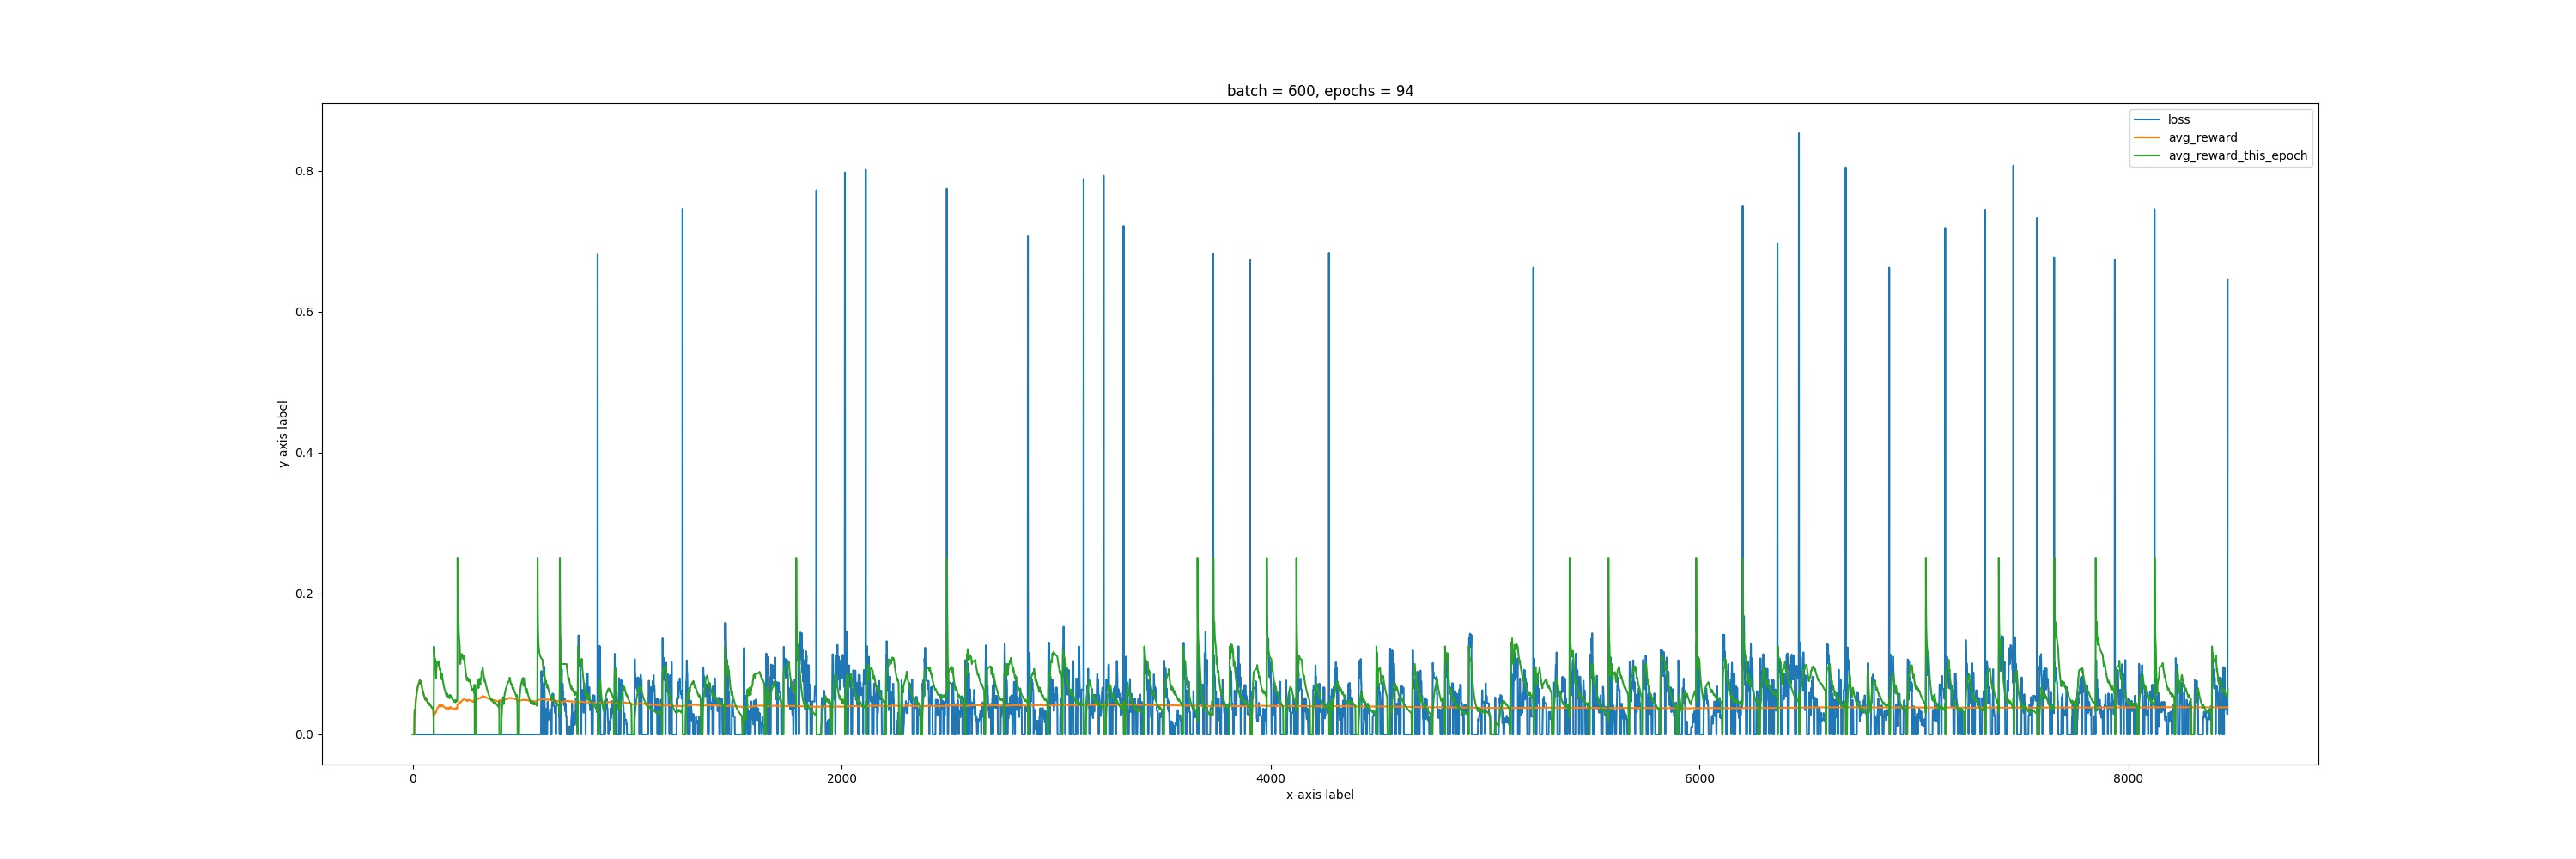 batch = 600, epochs = 94
loss
avg_reward
avg_reward_this_epoch
y-axis label
0.8
0.6
0.4
0.2
0.0
0 2000 4000 6000 8000
x-axis label